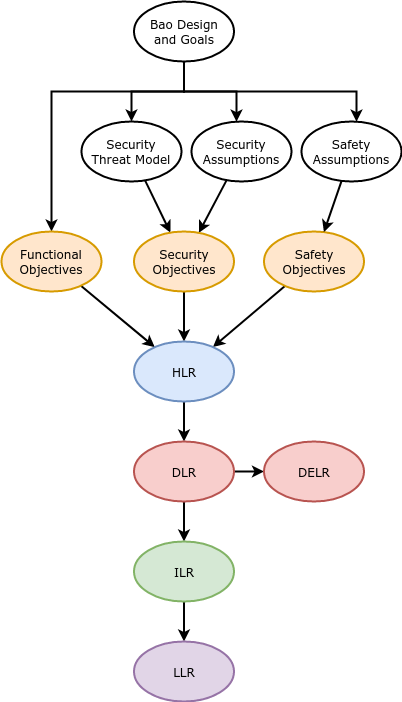 Bao Design
and Goals
Security
Threat Model
Security
Assumptions
Safety
Assumptions
Functional
Objectives
Security
Objectives
Safety
Objectives
HLR
DLR
DELR
ILR
LLR